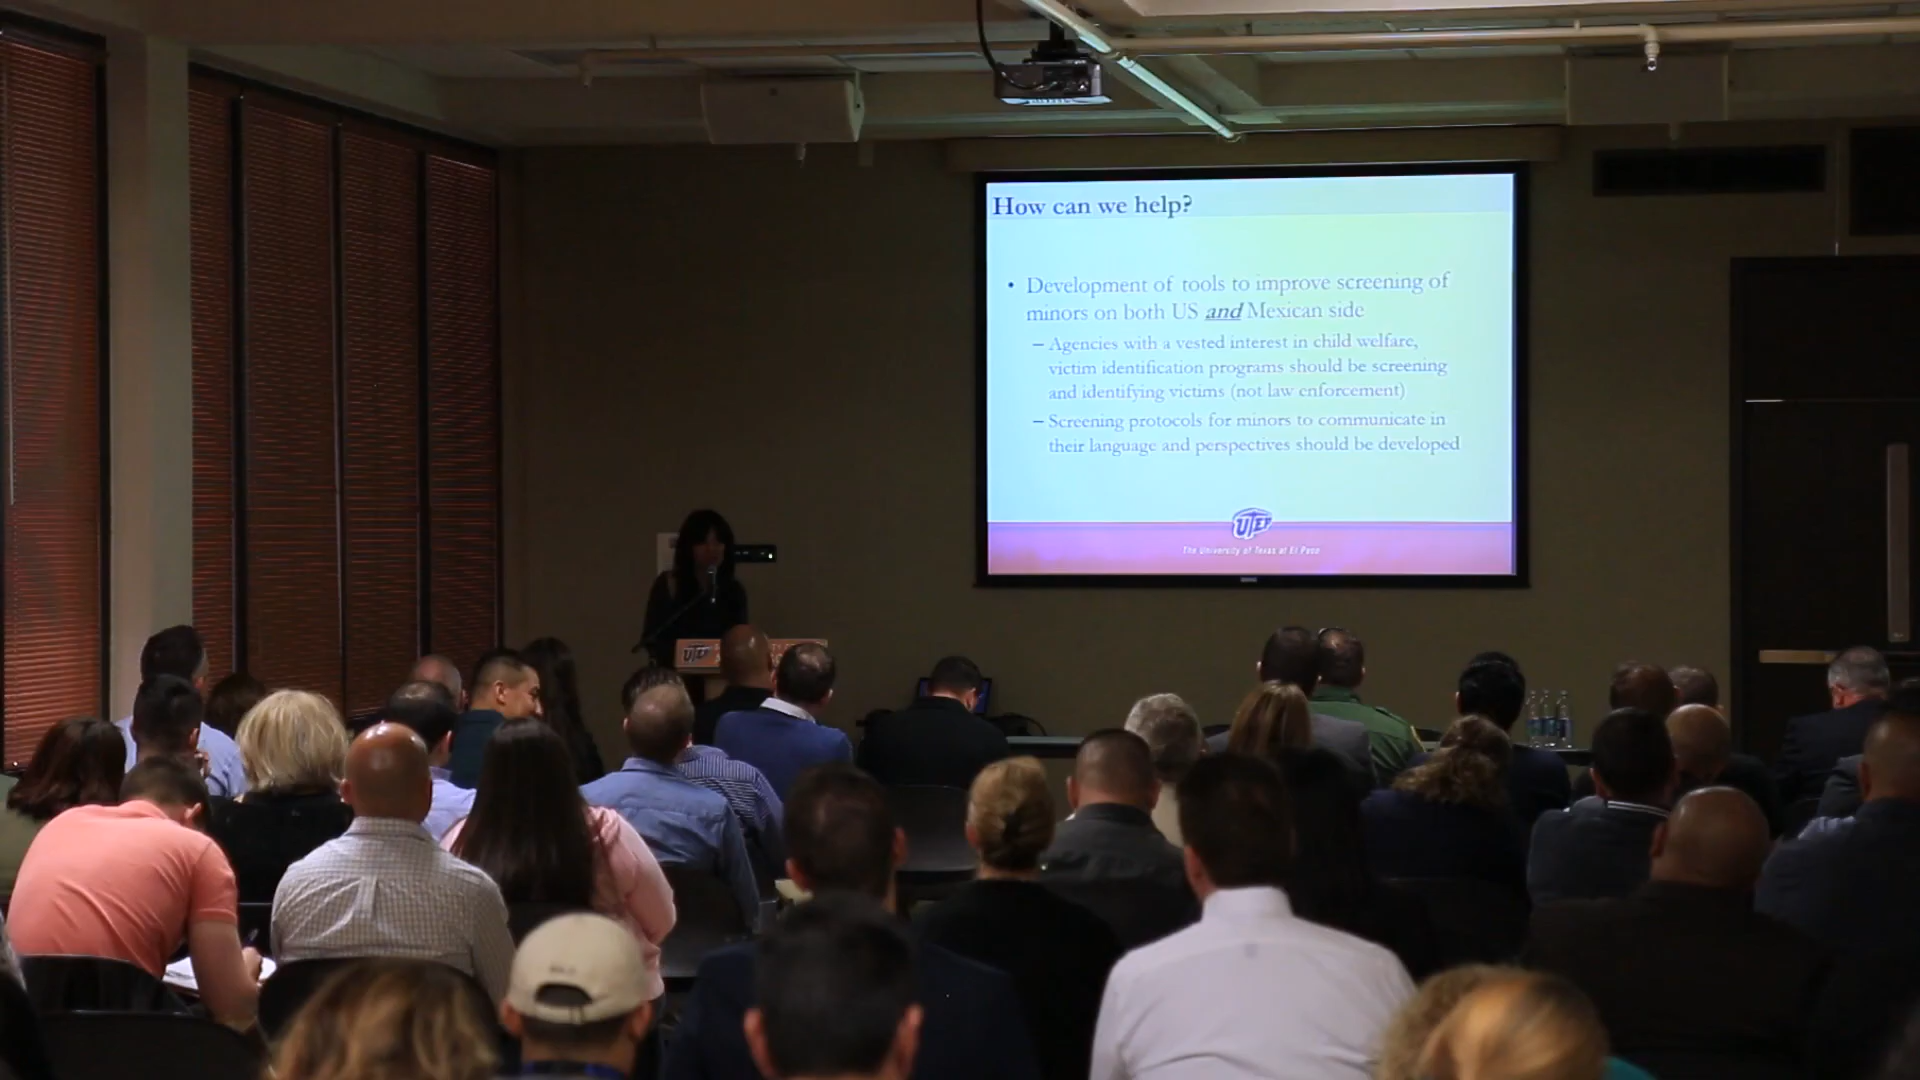 How can we help?
• Development of tools to improve screening of
minors on both US and Mexican side
– Agencies with a vested interest in child welfare,
victim identification programs should be screening
and identifying victims (not law enforcement)
– Screening protocols for minors to communicate in
their language and perspectives should be developed
UTEP
The University of Texas at El Paso
UTEP